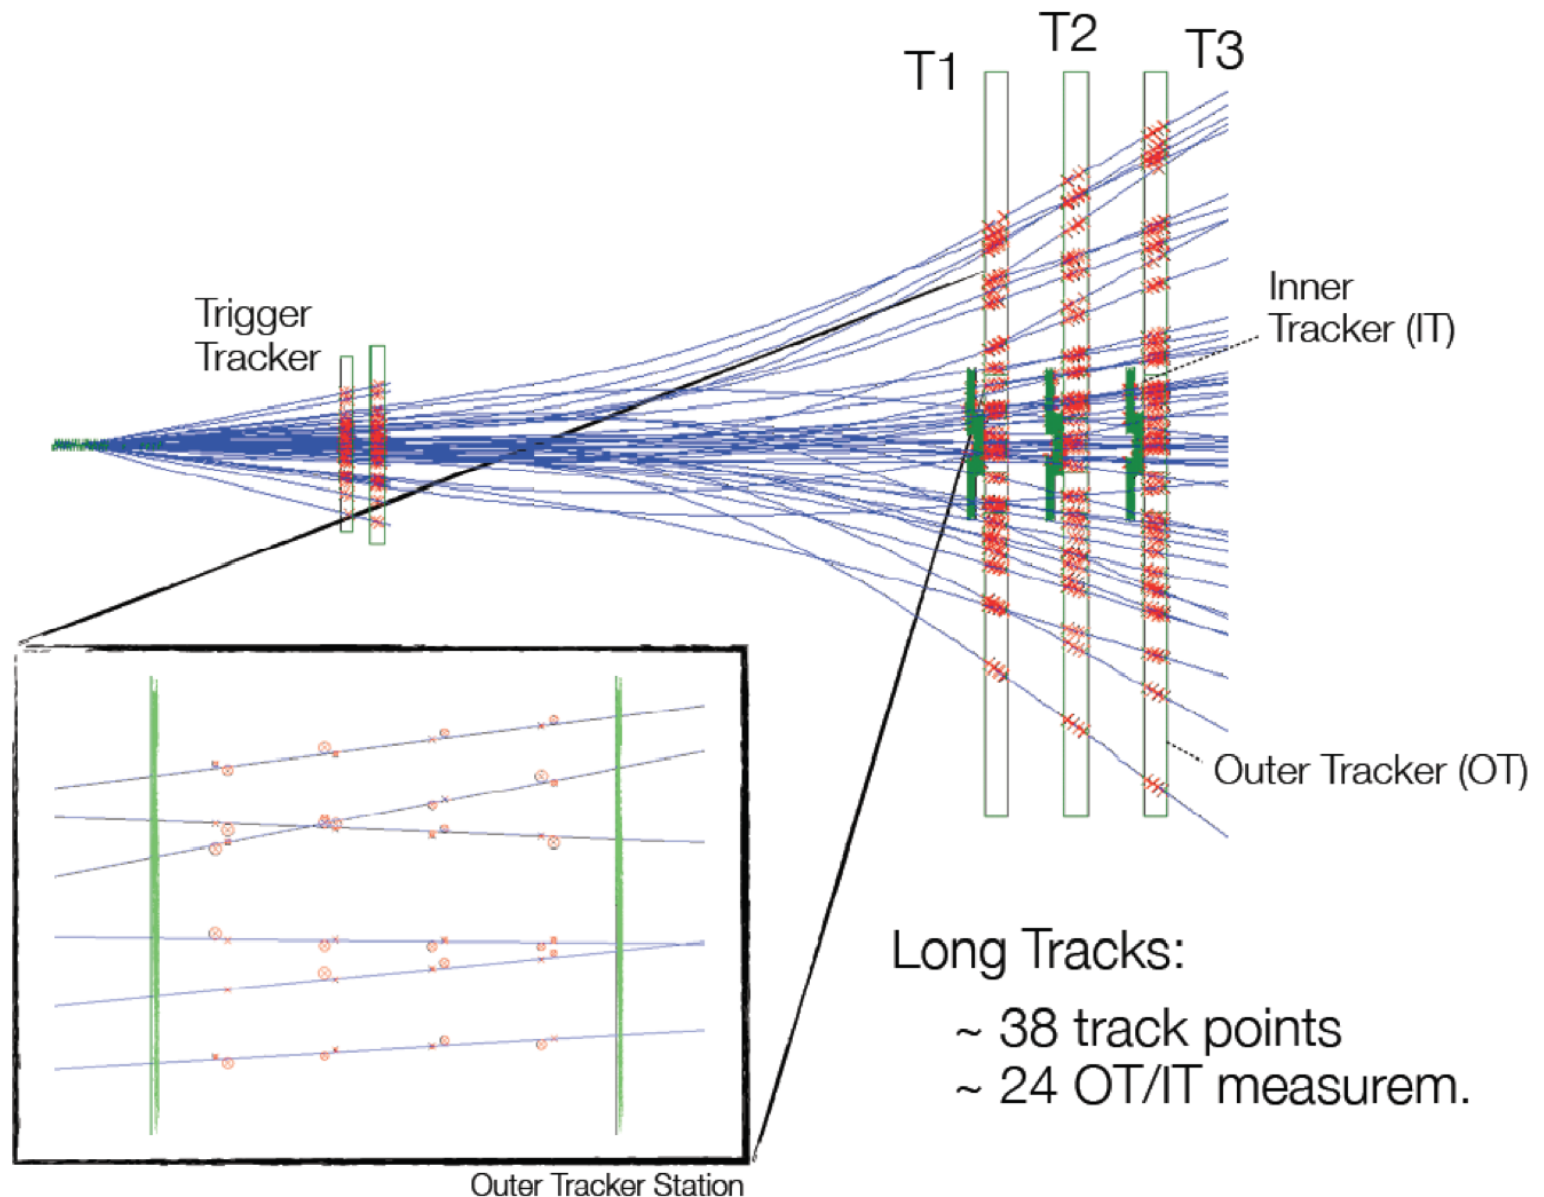 T1
T2
T3
Trigger
Tracker
Inner
Tracker (IT)
Outer Tracker (OT)
Long Tracks:
~ 38 track points
~ 24 OT/IT measurem.
Outer Tracker Station